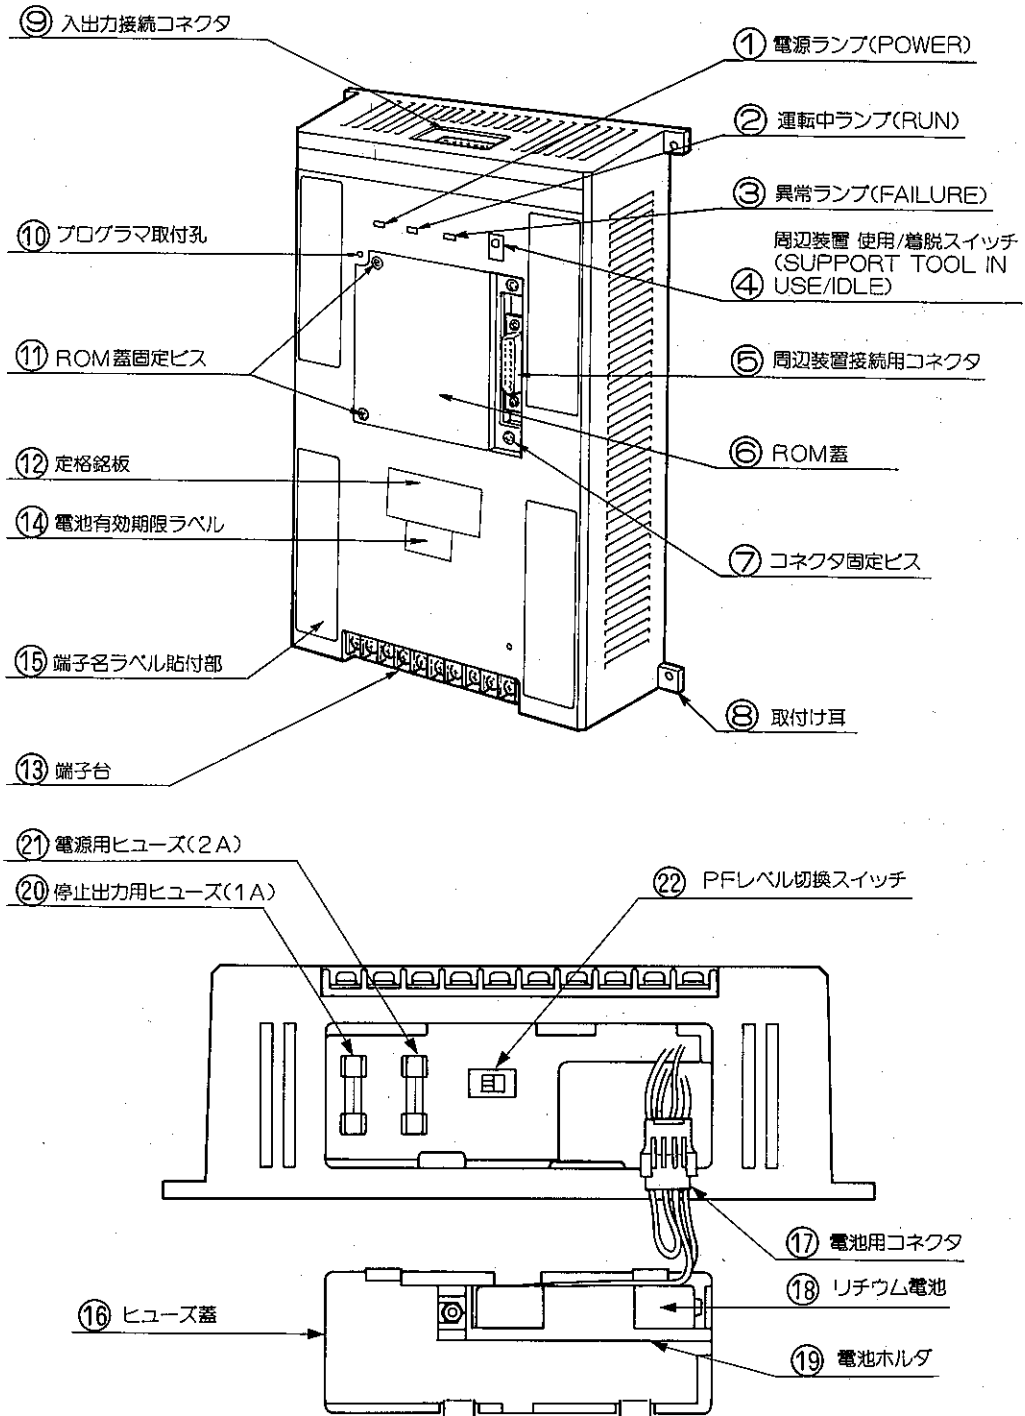 ⑨ 入出力接続コネクタ
① 電源ランプ(POWER)
② 運転中ランプ(RUN)
③ 異常ランプ(FAILURE)
⑩ プログラマ取付孔
周辺装置 使用/着脱スイッチ
(SUPPORT TOOL IN
④ USE/IDLE)
⑪ ROM蓋固定ビス
⑤ 周辺装置接続用コネクタ
⑫ 定格銘板
⑥ ROM蓋
⑭ 電池有効期限ラベル
⑦ コネクタ固定ビス
⑮ 端子名ラベル貼付部
⑧ 取付け耳
⑬ 端子台
㉑ 電源用ヒューズ(2A)
⑳ 停止出力用ヒューズ(1A)
㉒ PFレベル切換スイッチ
⑰ 電池用コネクタ
⑱ リチウム電池
⑯ ヒューズ蓋
⑲ 電池ホルダ